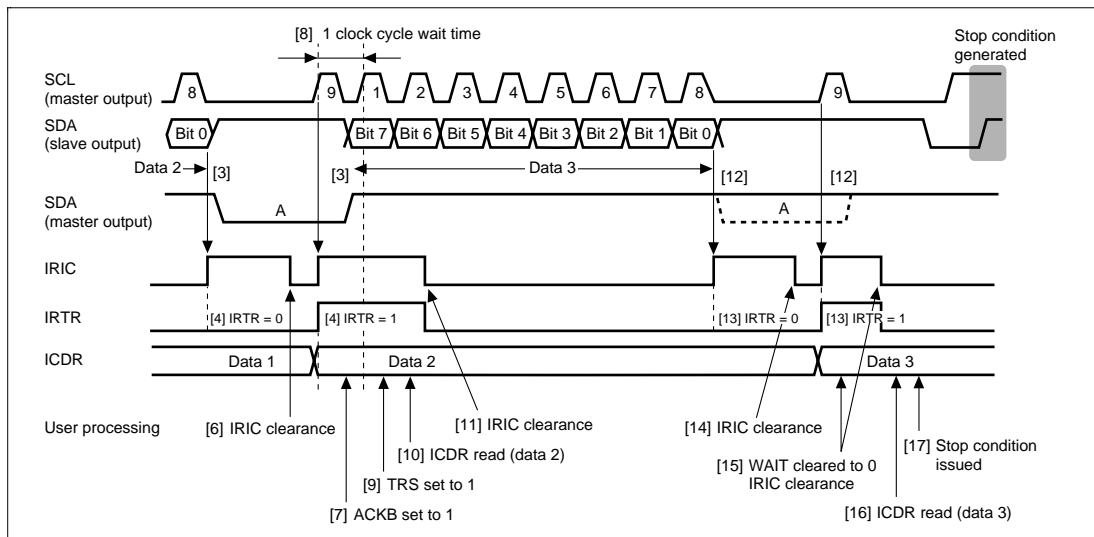 [8] 1 clock cycle wait time
Stop condition
generated
SCL
(master output)
8 9 1 2 3 4 5 6 7 8 9
SDA
(slave output)
Bit 0 Bit 7 Bit 6 Bit 5 Bit 4 Bit 3 Bit 2 Bit 1 Bit 0
Data 2 [3] [3] Data 3 [12] [12]
SDA
(master output)
A A
IRIC
IRTR
[4] IRTR = 0 [4] IRTR = 1 [13] IRTR = 0 [13] IRTR = 1
ICDR
Data 1 Data 2 Data 3
User processing
[6] IRIC clearance
[11] IRIC clearance
[14] IRIC clearance
[10] ICDR read (data 2)
[17] Stop condition
issued
[15] WAIT cleared to 0
IRIC clearance
[9] TRS set to 1
[7] ACKB set to 1
[16] ICDR read (data 3)